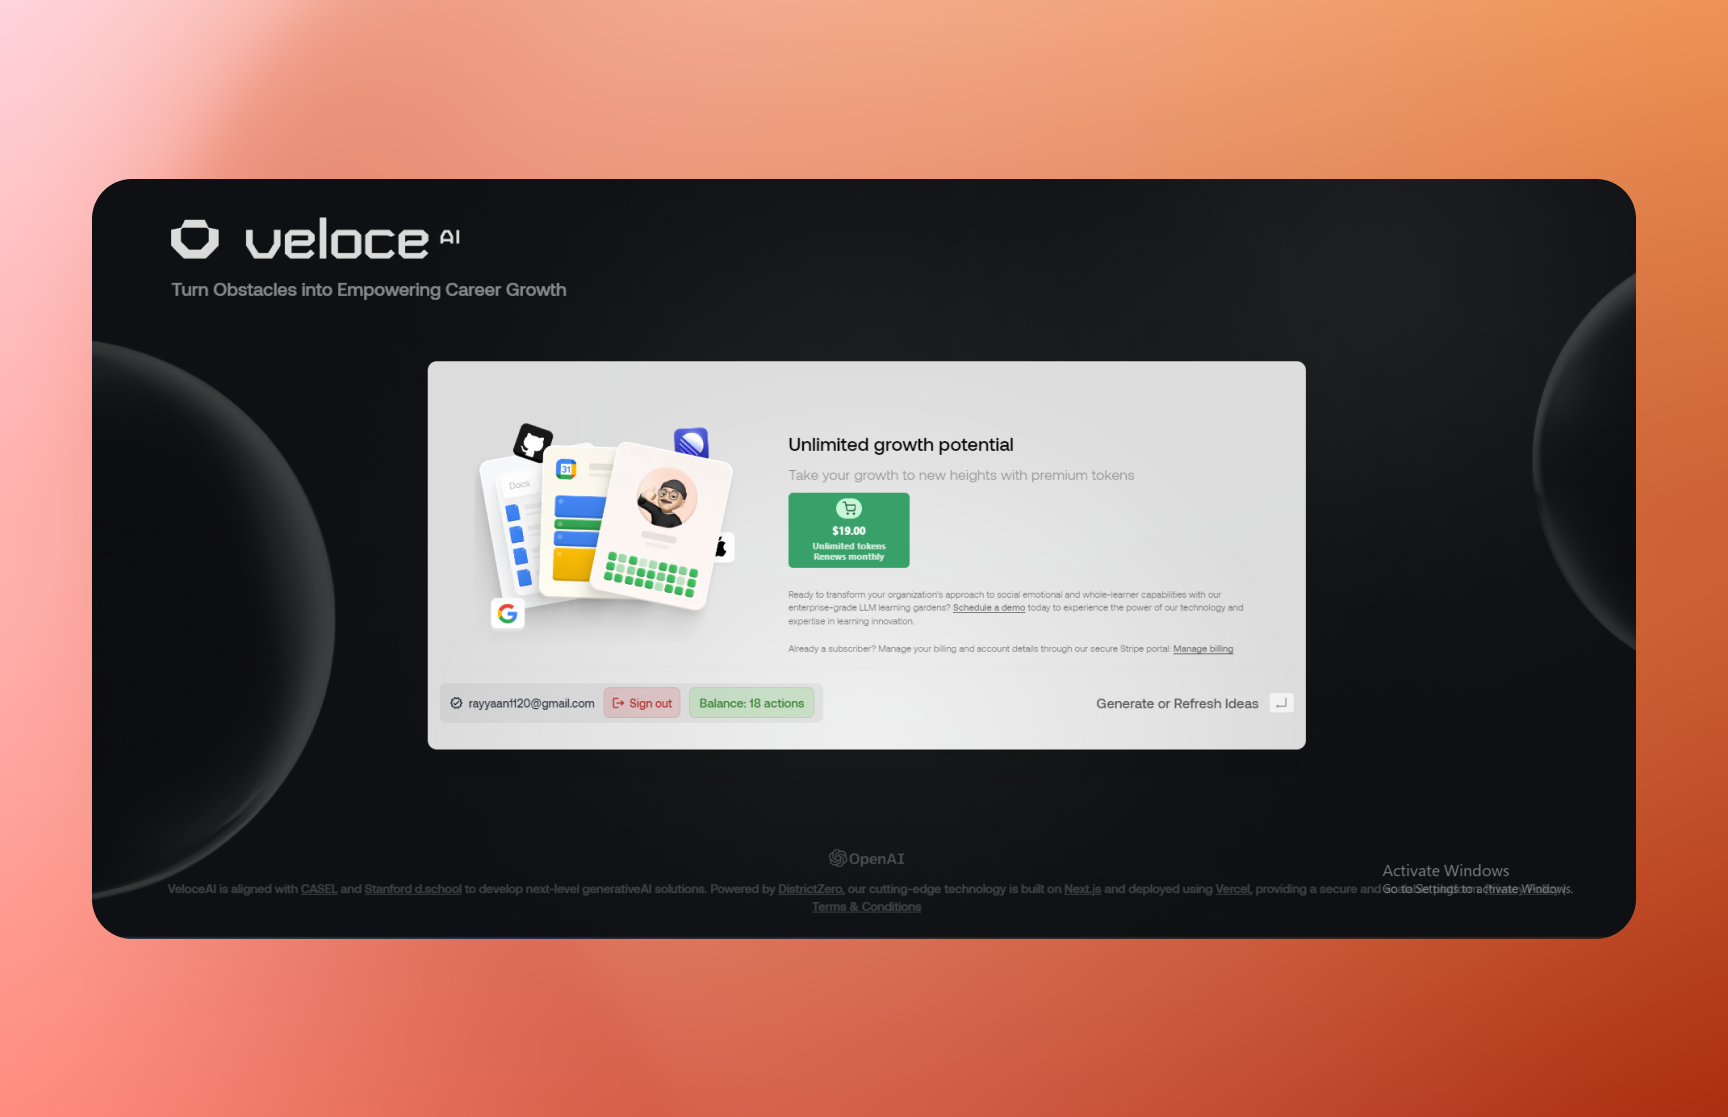 veloce AI
Turn Obstacles into Empowering Career Growth
Docs
31
Unlimited growth potential
Take your growth to new heights with premium tokens
$19.00
Unlimited tokens
Renews monthly
Ready to transform your organization's approach to social emotional and whole-learner capabilities with our
enterprise-grade LLM learning gardens? Schedule a demo today to experience the power of our technology and
expertise in learning innovation.
Already a subscriber? Manage your billing and account details through our secure Stripe portal: Manage billing
rayyaan1120@gmail.com
Sign out
Balance: 18 actions
Generate or Refresh Ideas
OpenAI
VeloceAI is aligned with CASEL and Stanford d.school to develop next-level generativeAI solutions. Powered by DistrictZero, our cutting-edge technology is built on Next.js and deployed using Vercel, providing a secure and
Terms & Conditions
Activate Windows
Go to Settings to activate Windows.